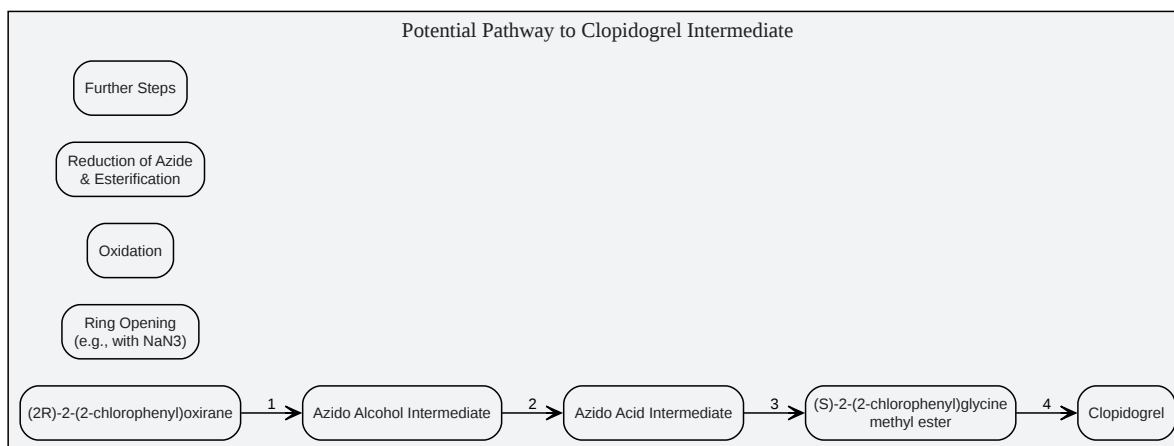 Potential Pathway to Clopidogrel Intermediate
Further Steps
Reduction of Azide
& Esterification
Oxidation
Ring Opening
(e.g., with NaN3)
(2R)-2-(2-chlorophenyl)oxirane
1
Azido Alcohol Intermediate
2
Azido Acid Intermediate
3
(S)-2-(2-chlorophenyl)glycine
methyl ester
4
Clopidogrel